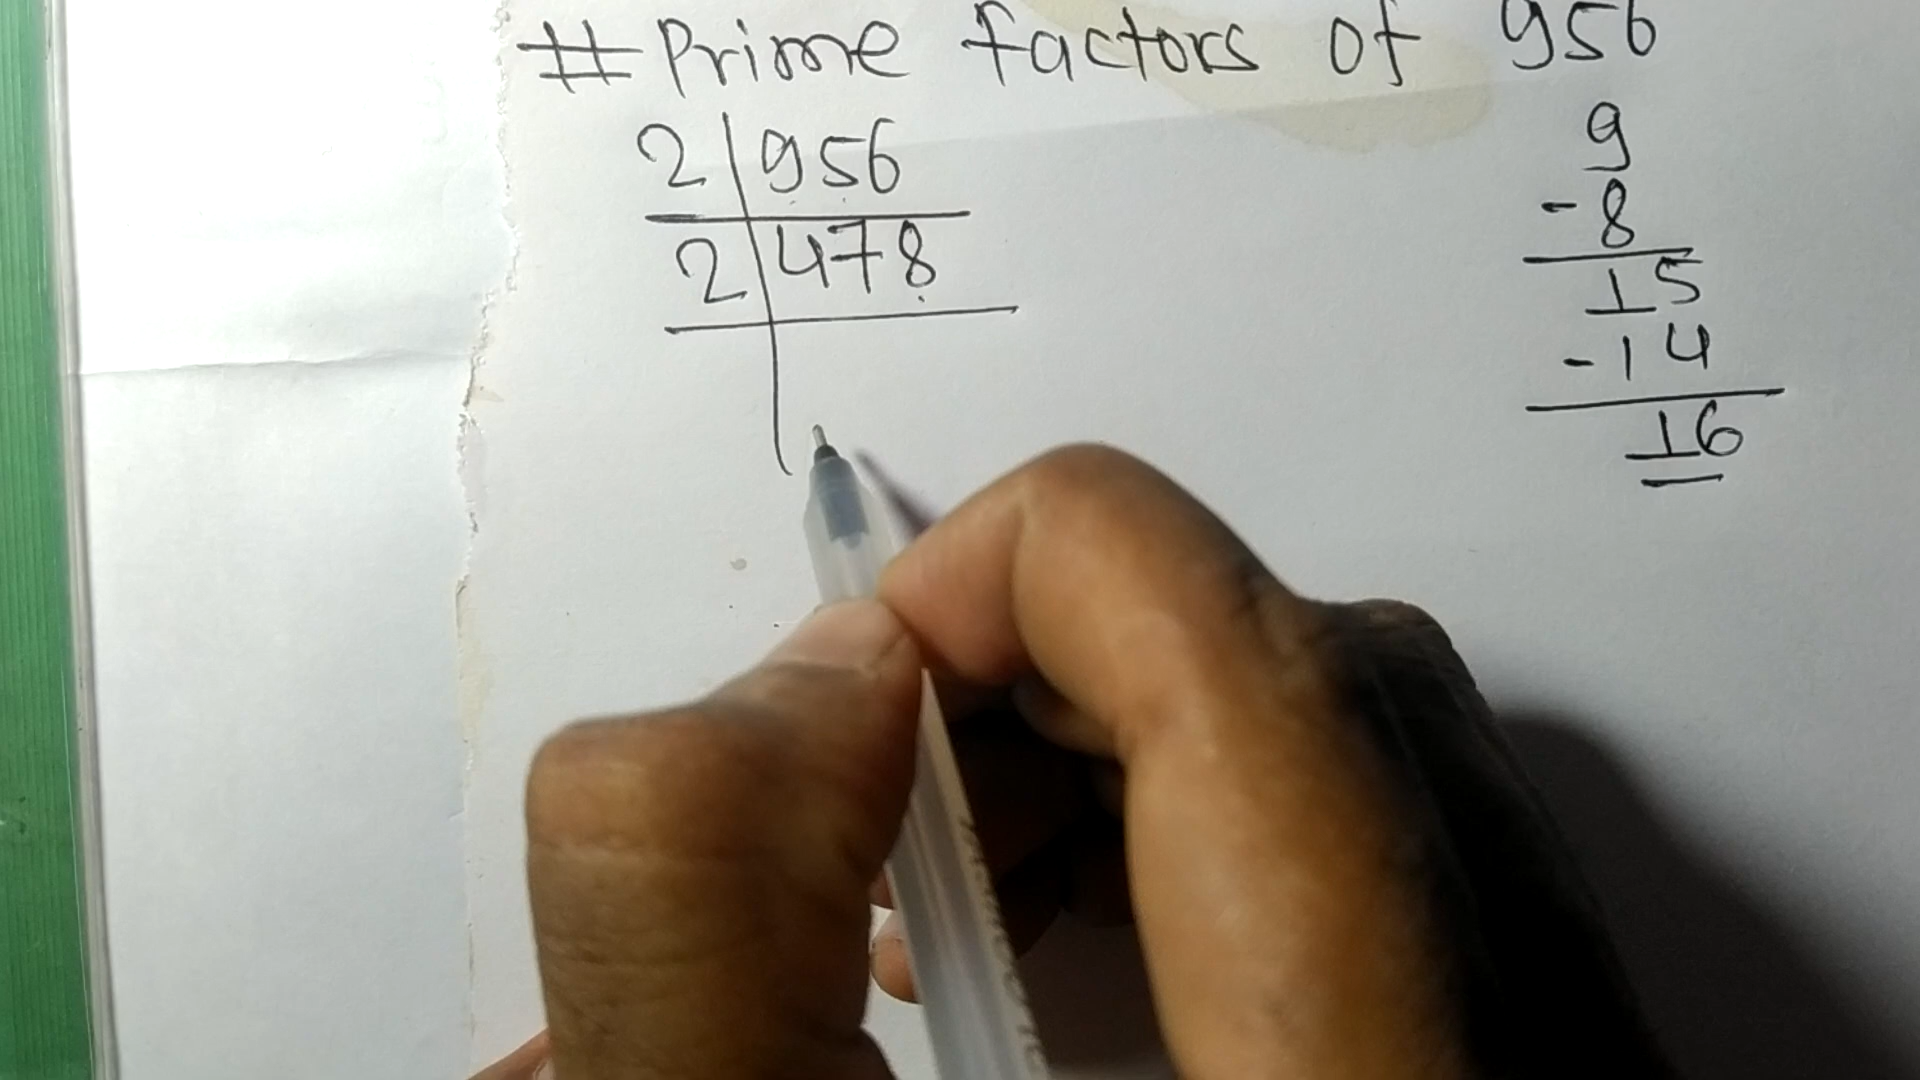 # Prime factors of 956
2 | 956
2 | 478
9
- 8
15
- 14
16